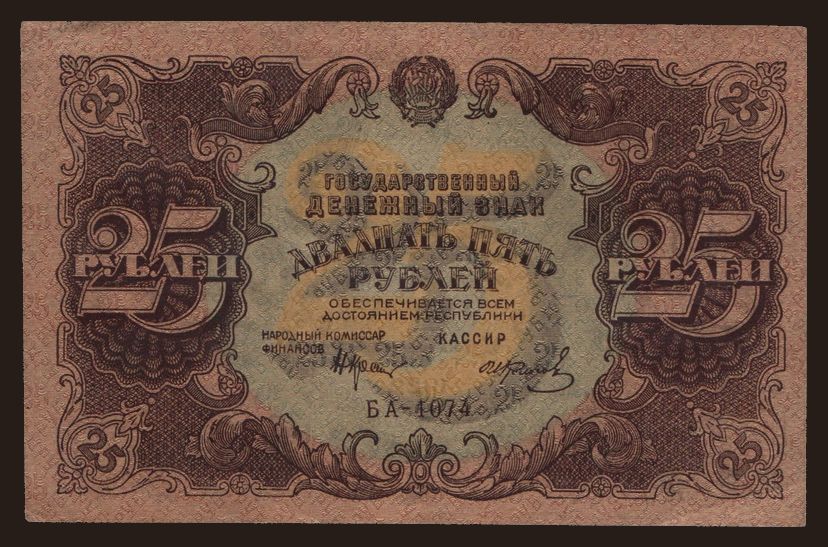 25
25
ГОСУДАРСТВЕННЫЙ
ДЕНЕЖНЫЙ ЗНАК
ДВАДЦАТЬ ПЯТЬ
РУБЛЕЙ
25
РУБЛЕЙ
25
РУБЛЕЙ
ОБЕСПЕЧИВАЕТСЯ ВСЕМ
ДОСТОЯНИЕМ РЕСПУБЛИКИ
НАРОДНЫЙ КОМИССАР
ФИНАНСОВ
КАССИР
БА-1074
25
25